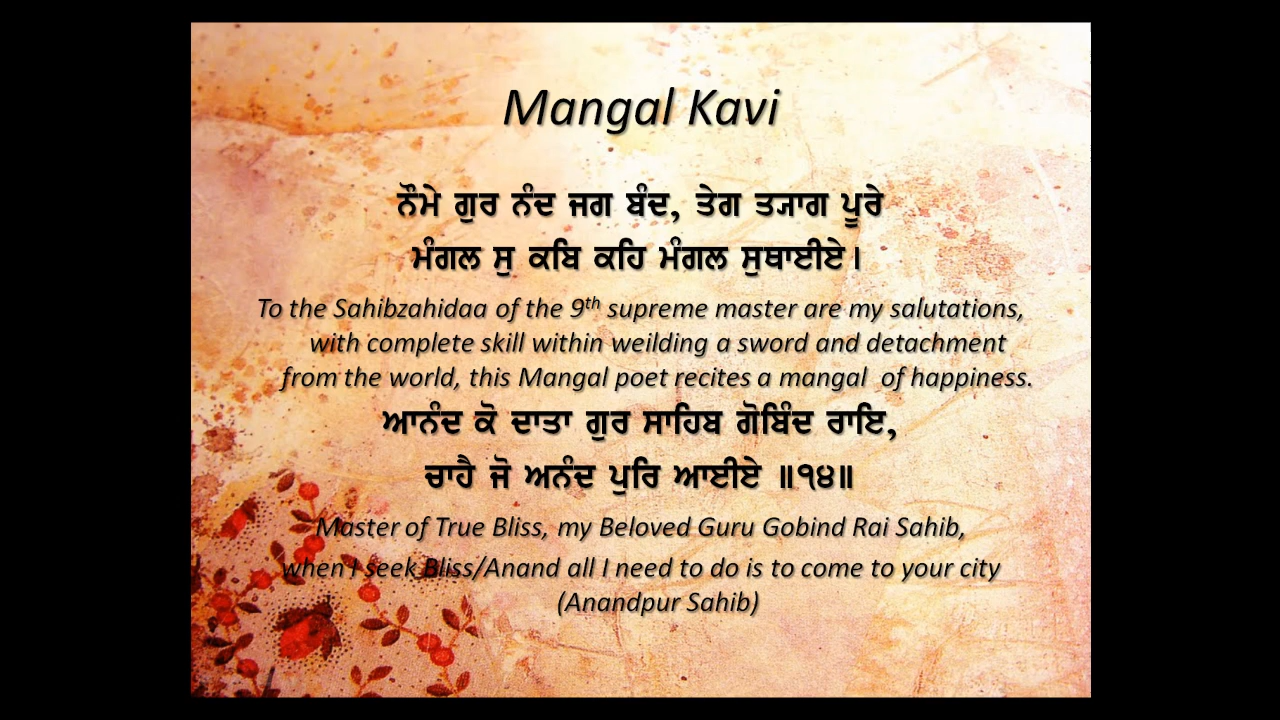 Mangal Kavi
ਨੌਮੇ ਗੁਰ ਨੰਦ ਜਗ ਬੰਦ, ਤੇਗ ਤ੍ਯਾਗ ਪੂਰੇ
ਮੰਗਲ ਸੁ ਕਬਿ ਕਹਿ ਮੰਗਲ ਸੁਥਾਈਏ।
To the Sahibzahidaa of the 9th supreme master are my salutations,
with complete skill within weilding a sword and detachment
from the world, this Mangal poet recites a mangal of happiness.
ਆਨੰਦ ਕੋ ਦਾਤਾ ਗੁਰ ਸਾਹਿਬ ਗੋਬਿੰਦ ਰਾਇ,
ਚਾਹੈ ਜੋ ਅਨੰਦ ਪੁਰਿ ਆਈਏ ॥੧੪॥
Master of True Bliss, my Beloved Guru Gobind Rai Sahib,
when I seek Bliss/Anand all I need to do is to come to your city
(Anandpur Sahib)